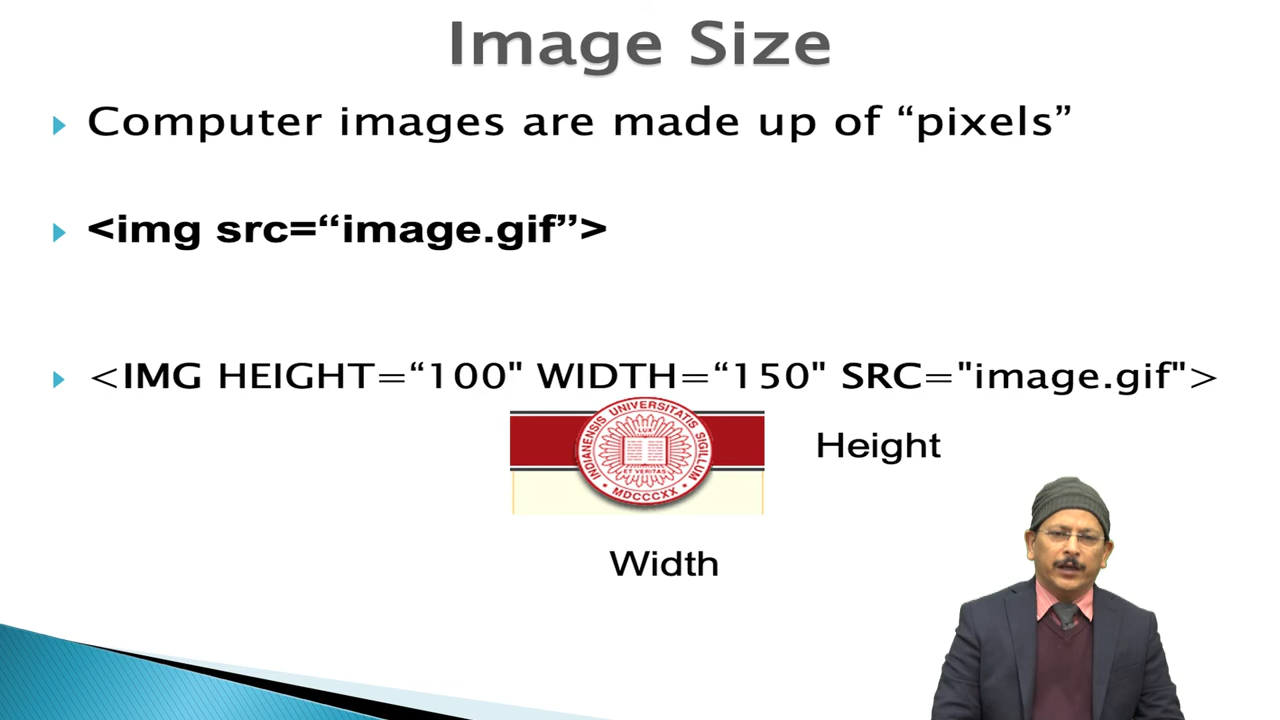 Image Size
Computer images are made up of “pixels”
<img src=“image.gif”>
<IMG HEIGHT=“100" WIDTH=“150" SRC="image.gif">
INDIANENSIS UNIVERSITATIS SIGILLUM
LUX
ET VERITAS
MDCCCXX
Height
Width